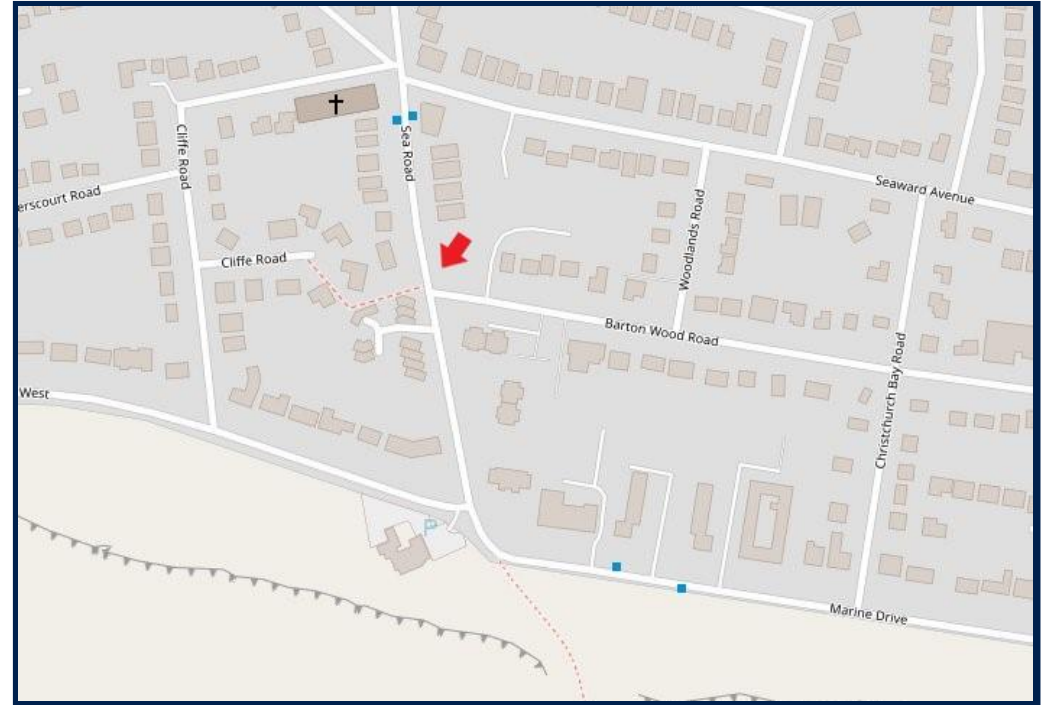 Sea Road
Cliffe Road
Seaward Avenue
erscourt Road
Woodlands Road
Cliffe Road
Barton Wood Road
Christchurch Bay Road
West
P
Marine Drive